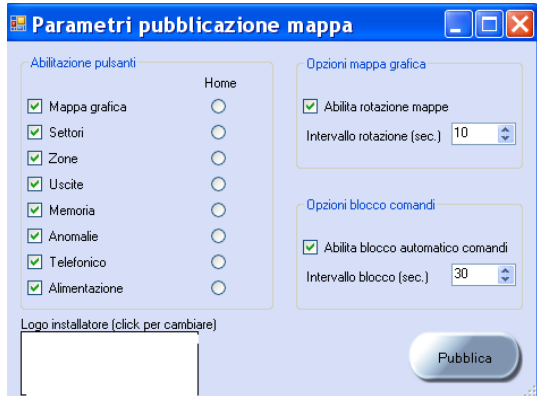 Parametri pubblicazione mappa
Abilitazione pulsanti
Home
Mappa grafica
Settori
Zone
Uscite
Memoria
Anomalie
Telefonico
Alimentazione
Opzioni mappa grafica
Abilita rotazione mappe
Intervallo rotazione (sec.) 10
Opzioni blocco comandi
Abilita blocco automatico comandi
Intervallo blocco (sec.) 30
Logo installatore (click per cambiare)
Pubblica